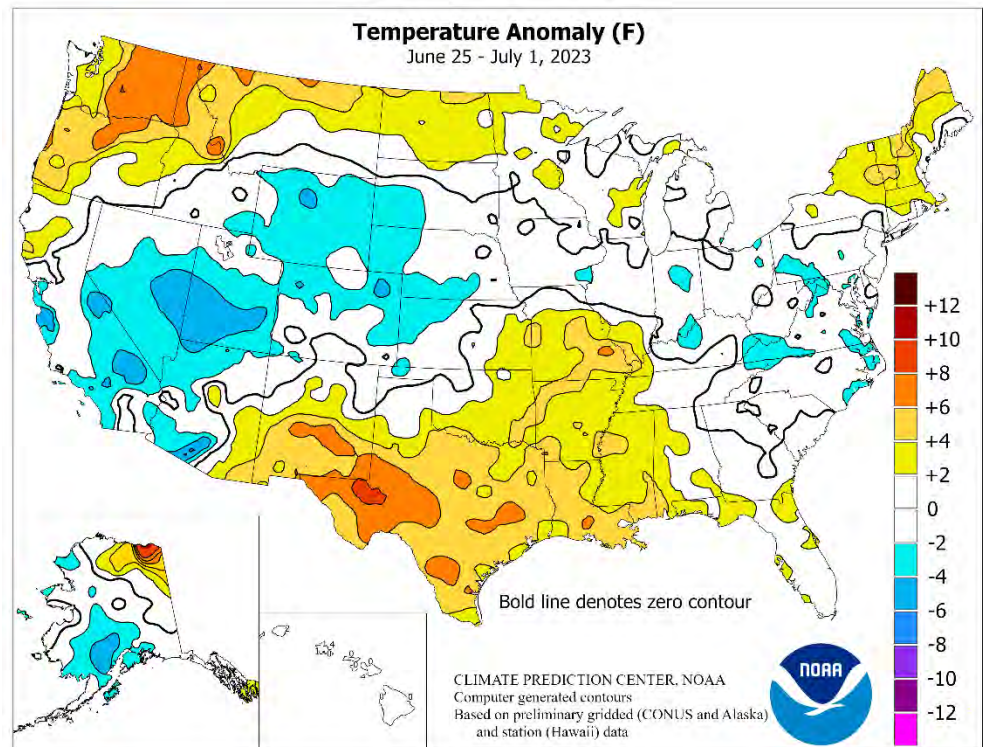 Temperature Anomaly (F)
June 25 - July 1, 2023
+12
+10
+8
+6
+4
+2
0
-2
-4
-6
-8
-10
-12
Bold line denotes zero contour
CLIMATE PREDICTION CENTER, NOAA
Computer generated contours
Based on preliminary gridded (CONUS and Alaska)
and station (Hawaii) data
NOAA